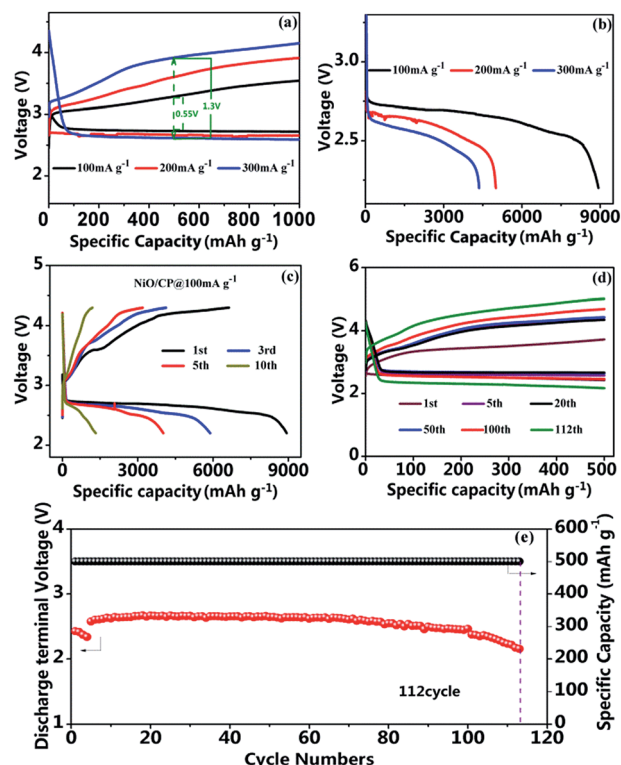 (a)
Voltage (V)
5
4
3
2
0.55V
1.3V
100mA g⁻¹ 200mA g⁻¹ 300mA g⁻¹
0 200 400 600 800 1000
Specific Capacity (mAh g⁻¹)
(b)
Voltage (V)
3.0
2.5
100mA g⁻¹ 200mA g⁻¹ 300mA g⁻¹
0 3000 6000 9000
Specific Capacity (mAh g⁻¹)
(c)
NiO/CP@100mA g⁻¹
Voltage (V)
5
4
3
2
1st 3rd
5th 10th
0 3000 6000 9000
Specific capacity (mAh g⁻¹)
(d)
Voltage (V)
6
4
2
0
1st 5th 20th
50th 100th 112th
0 100 200 300 400 500
Specific capacity (mAh g⁻¹)
(e)
Discharge terminal Voltage (V)
4
3
2
1
Specific Capacity (mAh g⁻¹)
600
500
400
300
200
100
0
112cycle
0 20 40 60 80 100 120
Cycle Numbers